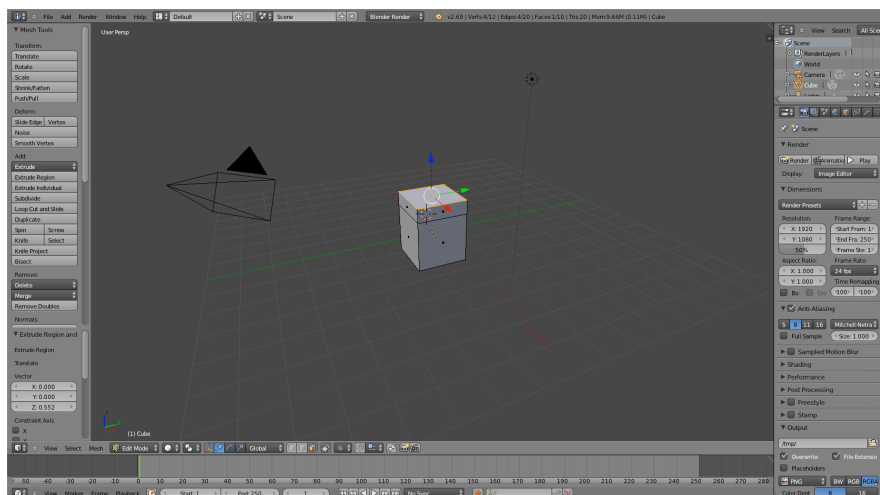 File Add Render Window Help Default Scene Blender Render v2.69 | Verts:4/12 | Edges:4/20 | Faces:1/10 | Tris:20 | Mem:9.66M (0.11M) | Cube
Mesh Tools
Transform:
Translate
Rotate
Scale
Shrink/Fatten
Push/Pull
Deform:
Slide Edge Vertex
Noise
Smooth Vertex
Add:
Extrude
Extrude Region
Extrude Individual
Subdivide
Loop Cut and Slide
Duplicate
Spin Screw
Knife Select
Knife Project
Bisect
Remove:
Delete
Merge
Remove Doubles
Normals:
Extrude Region and
Extrude Region
Translate
Vector
X: 0.000
Y: 0.000
Z: 0.552
Constraint Axis
X
User Persp
(1) Cube
View Select Mesh Edit Mode Global
-50 -40 -30 -20 -10 0 10 20 30 40 50 60 70 80 90 100 110 120 130 140 150 160 170 180 190 200 210 220 230 240 250 260 270 280
View Marker Frame Playback Start: 1 End: 250 1 No Sync
View Search All Scen
Scene
RenderLayers
World
Camera
Cube
Scene
Render
Render Animatio Play
Display: Image Editor
Dimensions
Render Presets
Resolution: Frame Range:
X: 1920 Start Fram: 1
Y: 1080 End Fra: 250
50% Frame Ste: 1
Aspect Ratio: Frame Rate:
X: 1.000 24 fps
Y: 1.000 Time Remapping
Bo 100 100
Anti-Aliasing
5 8 11 16 Mitchell-Netra
Full Sample Size: 1.000
Sampled Motion Blur
Shading
Performance
Post Processing
Freestyle
Stamp
Output
/tmp/
Overwrite File Extensio
Placeholders
PNG BW RGB RGBA
Color Dept 8 16